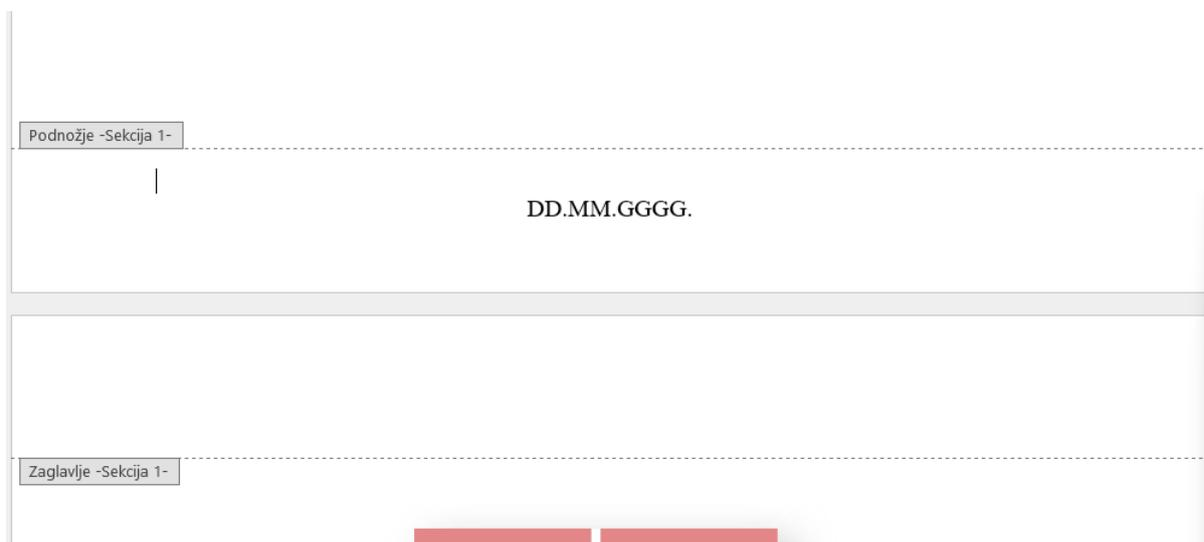 Podnožje -Sekcija 1-
DD.MM.GGGG.
Zaglavlje -Sekcija 1-